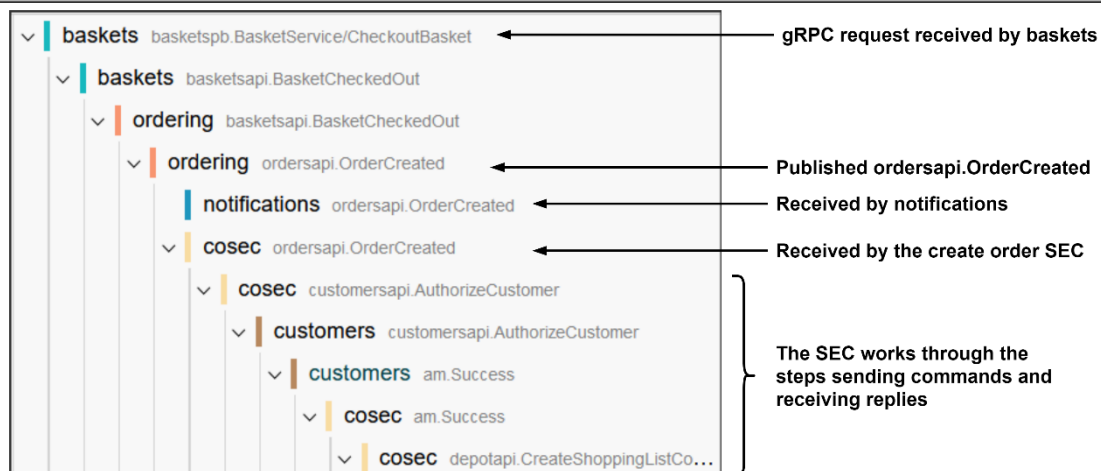 baskets basketspb.BasketService/CheckoutBasket
gRPC request received by baskets
baskets basketsapi.BasketCheckedOut
ordering basketsapi.BasketCheckedOut
ordering ordersapi.OrderCreated
Published ordersapi.OrderCreated
notifications ordersapi.OrderCreated
Received by notifications
cosec ordersapi.OrderCreated
Received by the create order SEC
cosec customersapi.AuthorizeCustomer
customers customersapi.AuthorizeCustomer
customers am.Success
cosec am.Success
cosec depotapi.CreateShoppingListCo...
The SEC works through the
steps sending commands and
receiving replies